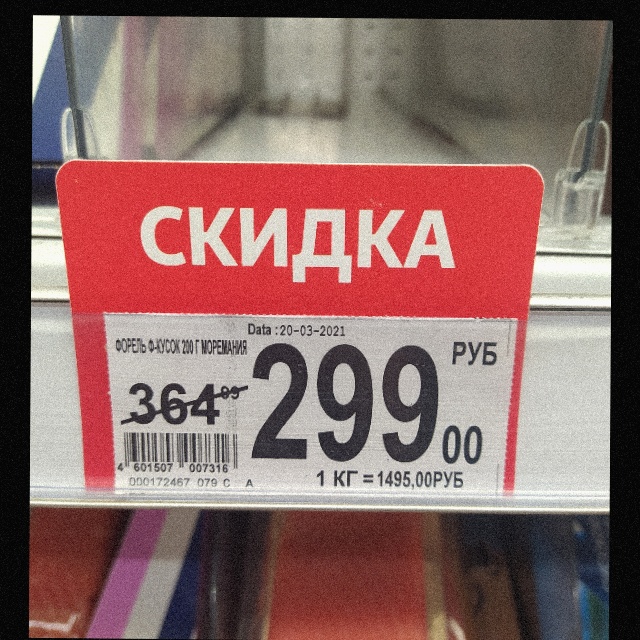 СКИДКА
Data :20-03-2021
ФОРЕЛЬ Ф-КУСОК 200 Г МОРЕМАНИЯ
299 00 РУБ
364 99
4 601507 007316
1 КГ = 1495,00РУБ
000172467 079 С А